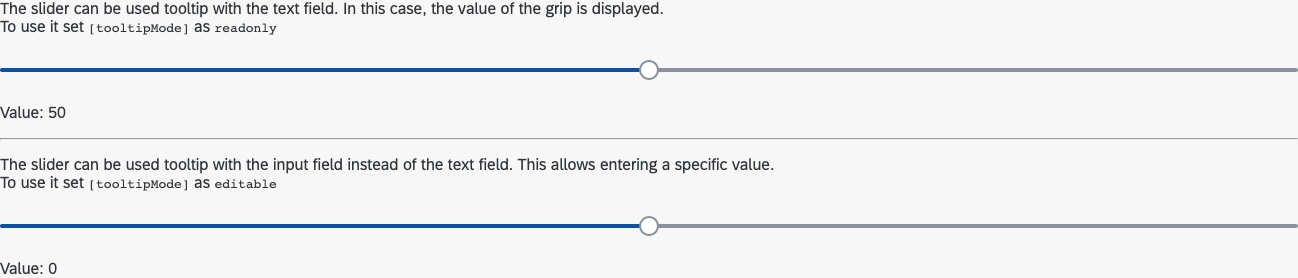 The slider can be used tooltip with the text field. In this case, the value of the grip is displayed.
To use it set [tooltipMode] as readonly
Value: 50
The slider can be used tooltip with the input field instead of the text field. This allows entering a specific value.
To use it set [tooltipMode] as editable
Value: 0